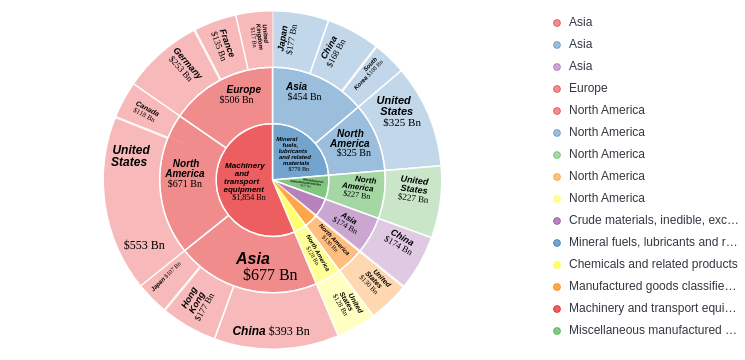 United
Kingdom
$117 Bn
France
$135 Bn
Germany
$253 Bn
Canada
$118 Bn
United
States
$553 Bn
Japan $107 Bn
Hong
Kong
$177 Bn
China $393 Bn
Europe
$506 Bn
North
America
$671 Bn
Asia
$677 Bn
Machinery
and
transport
equipment
$1,854 Bn
Japan
$177 Bn
China
$168 Bn
South
Korea $108 Bn
United
States
$325 Bn
Asia
$454 Bn
North
America
$325 Bn
Mineral
fuels,
lubricants
and related
materials
$779 Bn
North
America
$227 Bn
United
States
$227 Bn
Asia
$174 Bn
China
$174 Bn
North America
$130 Bn
United
States
$130 Bn
North America
$128 Bn
United
States
$128 Bn
Asia
Asia
Asia
Europe
North America
North America
North America
North America
North America
Crude materials, inedible, exc...
Mineral fuels, lubricants and r...
Chemicals and related products
Manufactured goods classifie...
Machinery and transport equi...
Miscellaneous manufactured ...